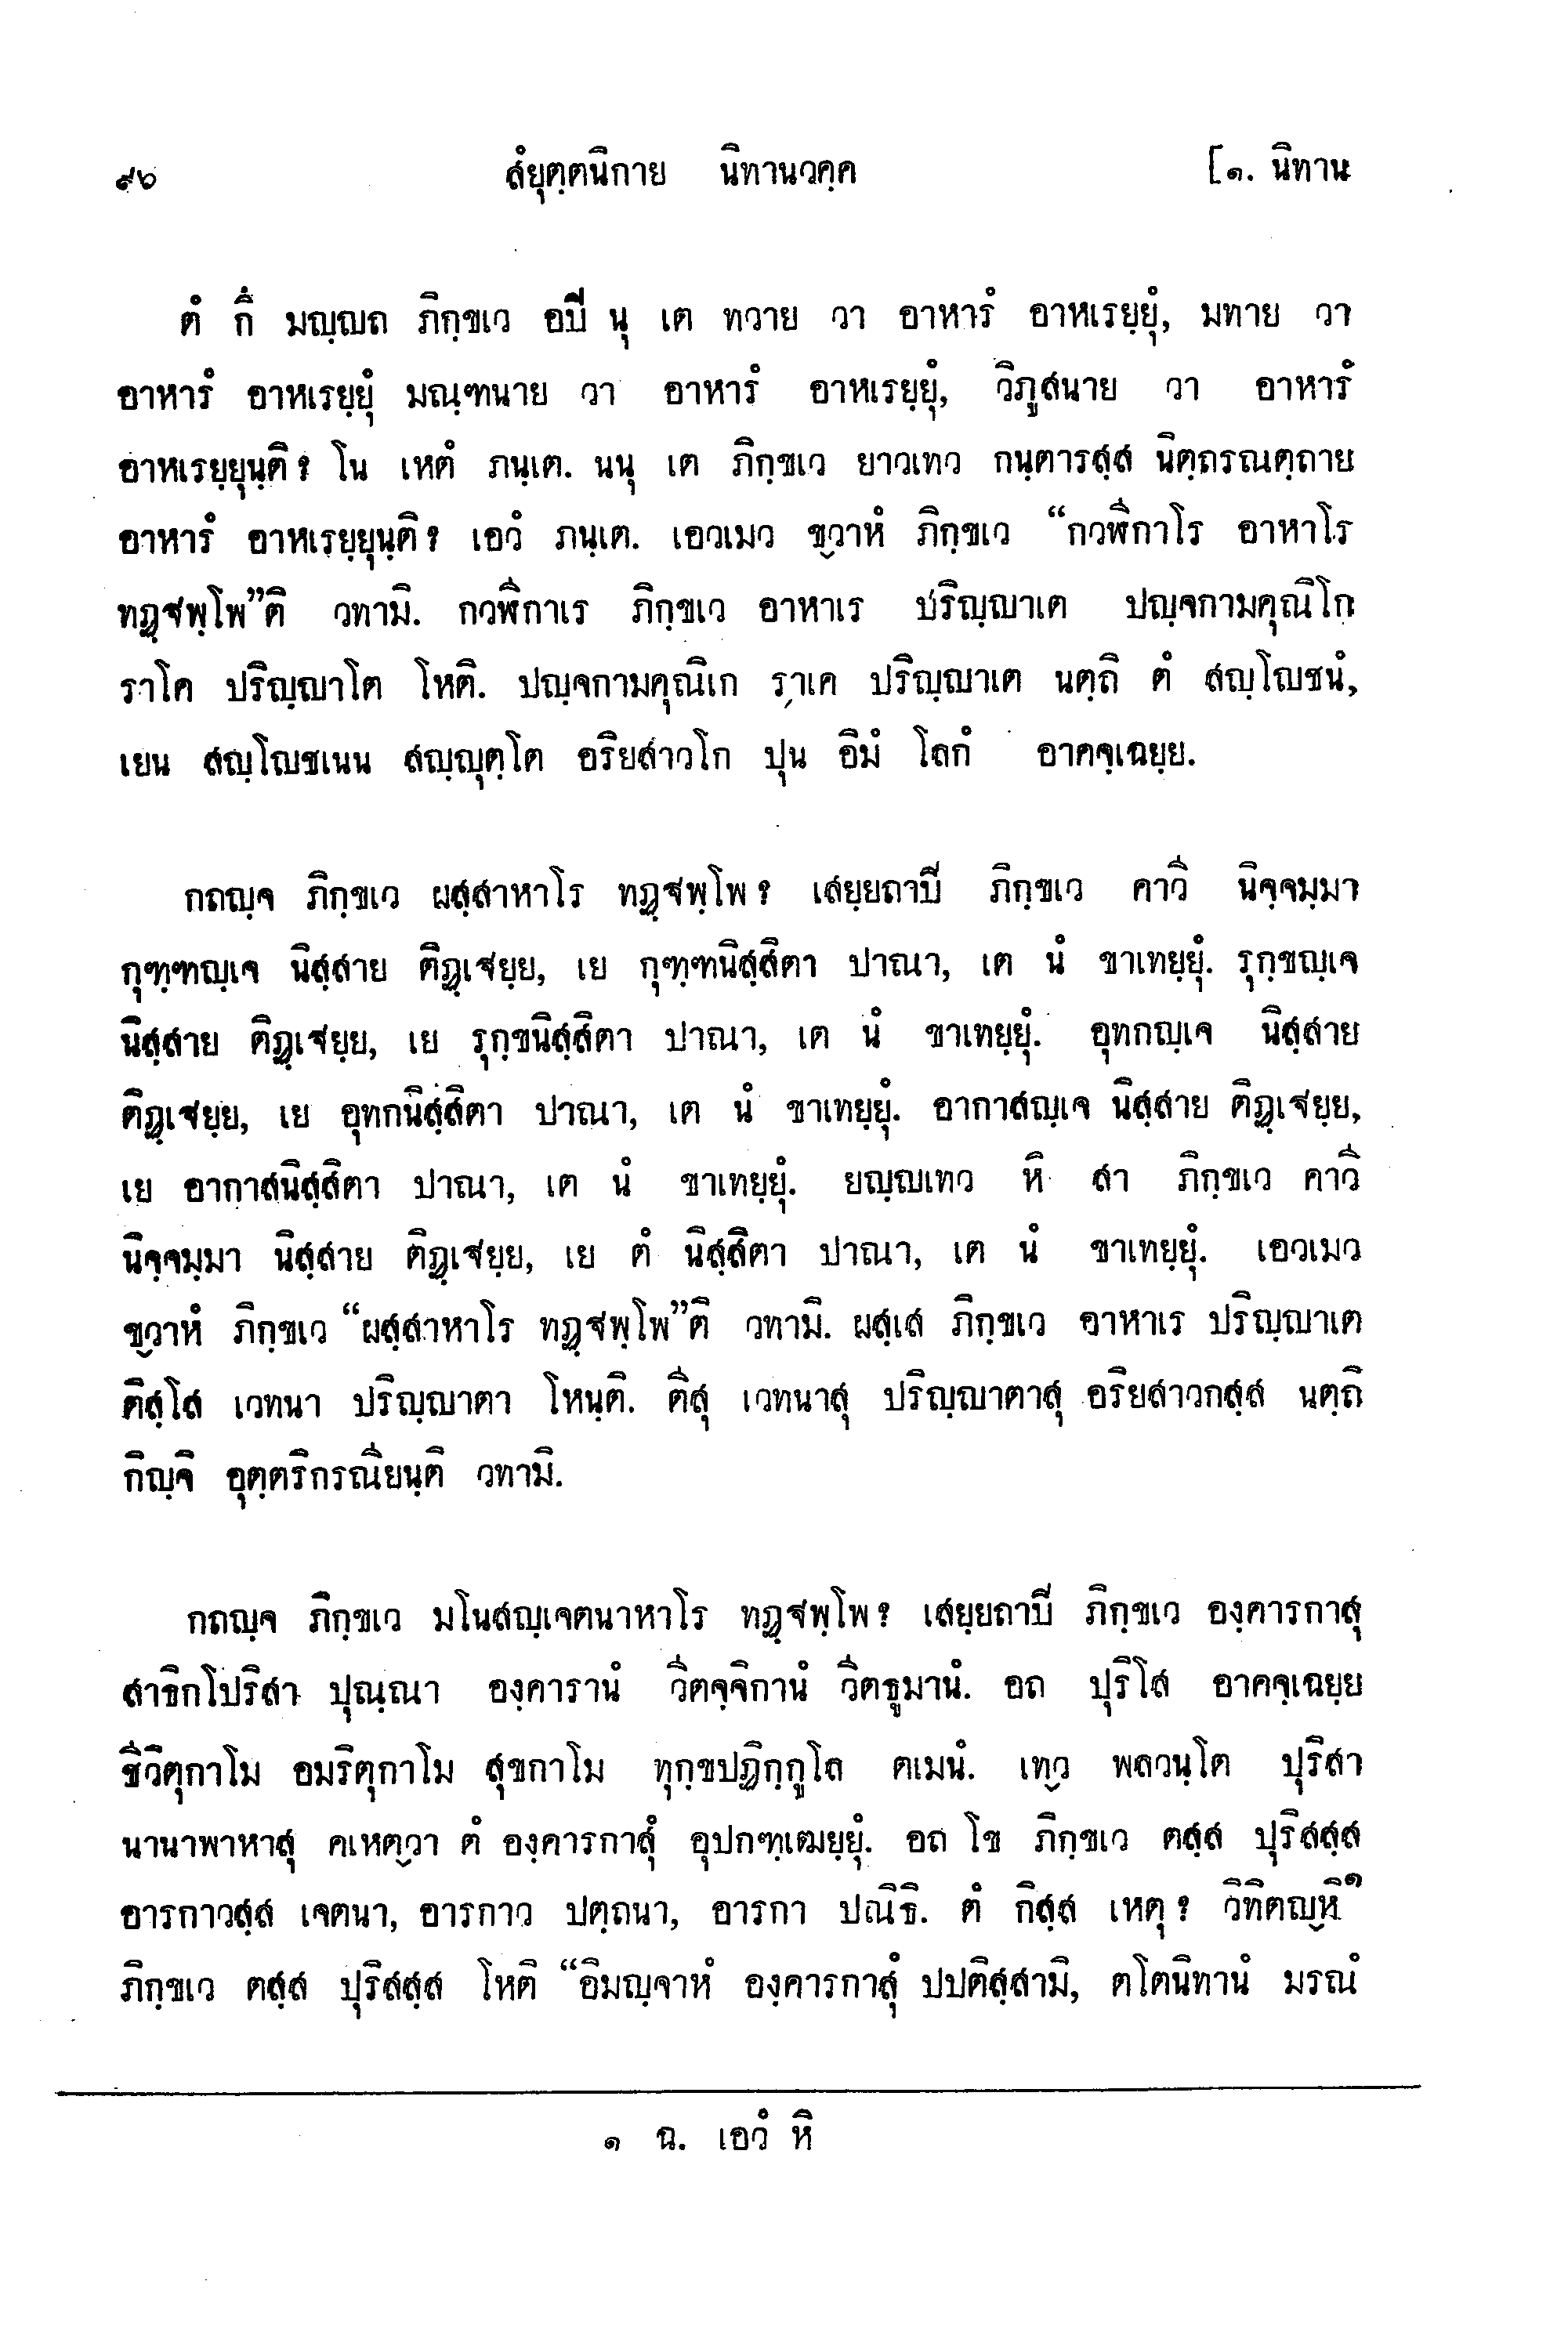 ๙๖ สํยุตฺตนิกาย นิทานวคฺค [๑. นิทาน
ตํ กึ มญฺญถ ภิกฺขเว อปิ นุ เต ทวาย วา อาหารํ อาหเรยฺยุํ, มทาย วา
อาหารํ อาหเรยฺยุํ มณฺฑนาย วา อาหารํ อาหเรยฺยุํ, วิภูสนาย วา อาหารํ
อาหเรยฺยุนฺติ? โน เหตํ ภนฺเต. นนุ เต ภิกฺขเว ยาวเทว กนฺตารสฺส นิตฺถรณตฺถาย
อาหารํ อาหเรยฺยุนฺติ? เอวํ ภนฺเต. เอวเมว ขฺวาหํ ภิกฺขเว “กวฬีกาโร อาหาโร
ทฏฺฐพฺโพ”ติ วทามิ. กวฬีกาเร ภิกฺขเว อาหาเร ปริญฺญาเต ปญฺจกามคุณิโก
ราโค ปริญฺญาโต โหติ. ปญฺจกามคุณิเก ราเค ปริญฺญาเต นตฺถิ ตํ สญฺโญชนํ,
เยน สญฺโญชเนน สญฺญุตฺโต อริยสาวโก ปุน อิมํ โลกํ อาคจฺเฉยฺย.
กถญฺจ ภิกฺขเว ผสฺสาหาโร ทฏฺฐพฺโพ? เสยฺยถาปิ ภิกฺขเว คาวี นิจฺจมฺมา
กุฑฺฑญฺเจ นิสฺสาย ติฏฺเฐยฺย, เย กุฑฺฑนิสฺสิตา ปาณา, เต นํ ขาเทยฺยุํ. รุกฺขญฺเจ
นิสฺสาย ติฏฺเฐยฺย, เย รุกฺขนิสฺสิตา ปาณา, เต นํ ขาเทยฺยุํ. อุทกญฺเจ นิสฺสาย
ติฏฺเฐยฺย, เย อุทกนิสฺสิตา ปาณา, เต นํ ขาเทยฺยุํ. อากาสญฺเจ นิสฺสาย ติฏฺเฐยฺย,
เย อากาสนิสฺสิตา ปาณา, เต นํ ขาเทยฺยุํ. ยญฺญเทว หิ สา ภิกฺขเว คาวี
นิจฺจมฺมา นิสฺสาย ติฏฺเฐยฺย, เย ตํ นิสฺสิตา ปาณา, เต นํ ขาเทยฺยุํ. เอวเมว
ขฺวาหํ ภิกฺขเว “ผสฺสาหาโร ทฏฺฐพฺโพ”ติ วทามิ. ผสฺเส ภิกฺขเว อาหาเร ปริญฺญาเต
ติสฺโส เวทนา ปริญฺญาตา โหนฺติ. ตีสุ เวทนาสุ ปริญฺญาตาสุ อริยสาวกสฺส นตฺถิ
กิญฺจิ อุตฺตริกรณียนฺติ วทามิ.
กถญฺจ ภิกฺขเว มโนสญฺเจตนาหาโร ทฏฺฐพฺโพ? เสยฺยถาปิ ภิกฺขเว องฺคารกาสุ
สาธิกโปริสา ปุณฺณา องฺคารานํ วีตจฺจิกานํ วีตธูมานํ. อถ ปุริโส อาคจฺเฉยฺย
ชีวิตุกาโม อมริตุกาโม สุขกาโม ทุกฺขปฏิกฺกูโล ตเมนํ. เทฺว พลวนฺโต ปุริสา
นานาพาหาสุ คเหตฺวา ตํ องฺคารกาสุํ อุปกฑฺเฒยฺยุํ. อถ โข ภิกฺขเว ตสฺส ปุริสสฺส
อารกาวสฺส เจตนา, อารกาว ปตฺถนา, อารกา ปณิธิ. ตํ กิสฺส เหตุ? วิทิตญฺหิ๑
ภิกฺขเว ตสฺส ปุริสสฺส โหติ “อิมญฺจาหํ องฺคารกาสุํ ปปติสฺสามิ, ตโตนิทานํ มรณํ
๑ ฉ. เอวํ หิ